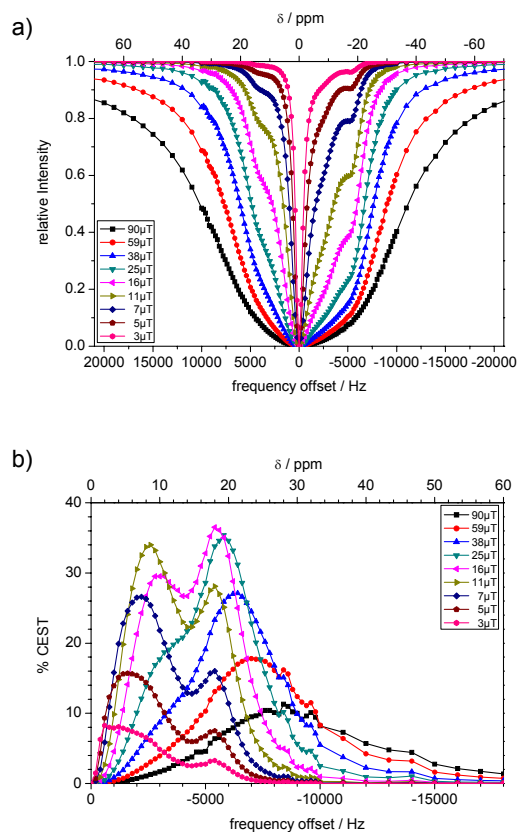 a)
δ / ppm
60 40 20 0 -20 -40 -60
relative Intensity
1.0
0.8
0.6
0.4
0.2
0.0
90µT
59µT
38µT
25µT
16µT
11µT
7µT
5µT
3µT
20000 15000 10000 5000 0 -5000 -10000 -15000 -20000
frequency offset / Hz
b)
δ / ppm
0 10 20 30 40 50 60
% CEST
40
30
20
10
0
90µT
59µT
38µT
25µT
16µT
11µT
7µT
5µT
3µT
0 -5000 -10000 -15000
frequency offset / Hz